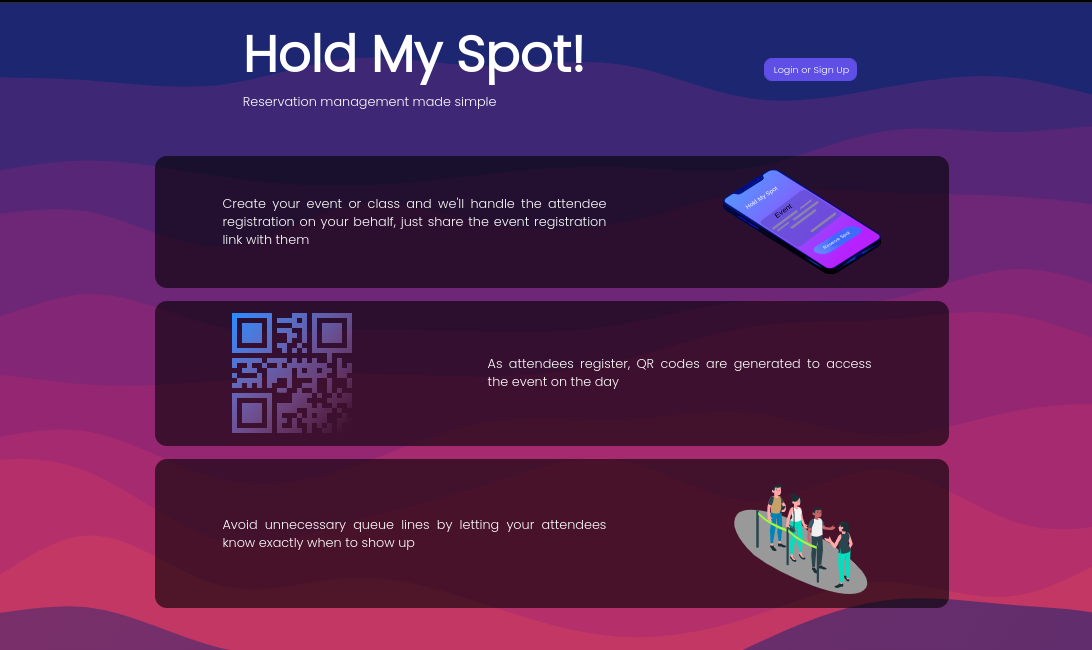 Hold My Spot!
Login or Sign Up
Reservation management made simple
Create your event or class and we'll handle the attendee
registration on your behalf, just share the event registration
link with them
Hold My Spot
Event
Reserve Spot
As attendees register, QR codes are generated to access
the event on the day
Avoid unnecessary queue lines by letting your attendees
know exactly when to show up